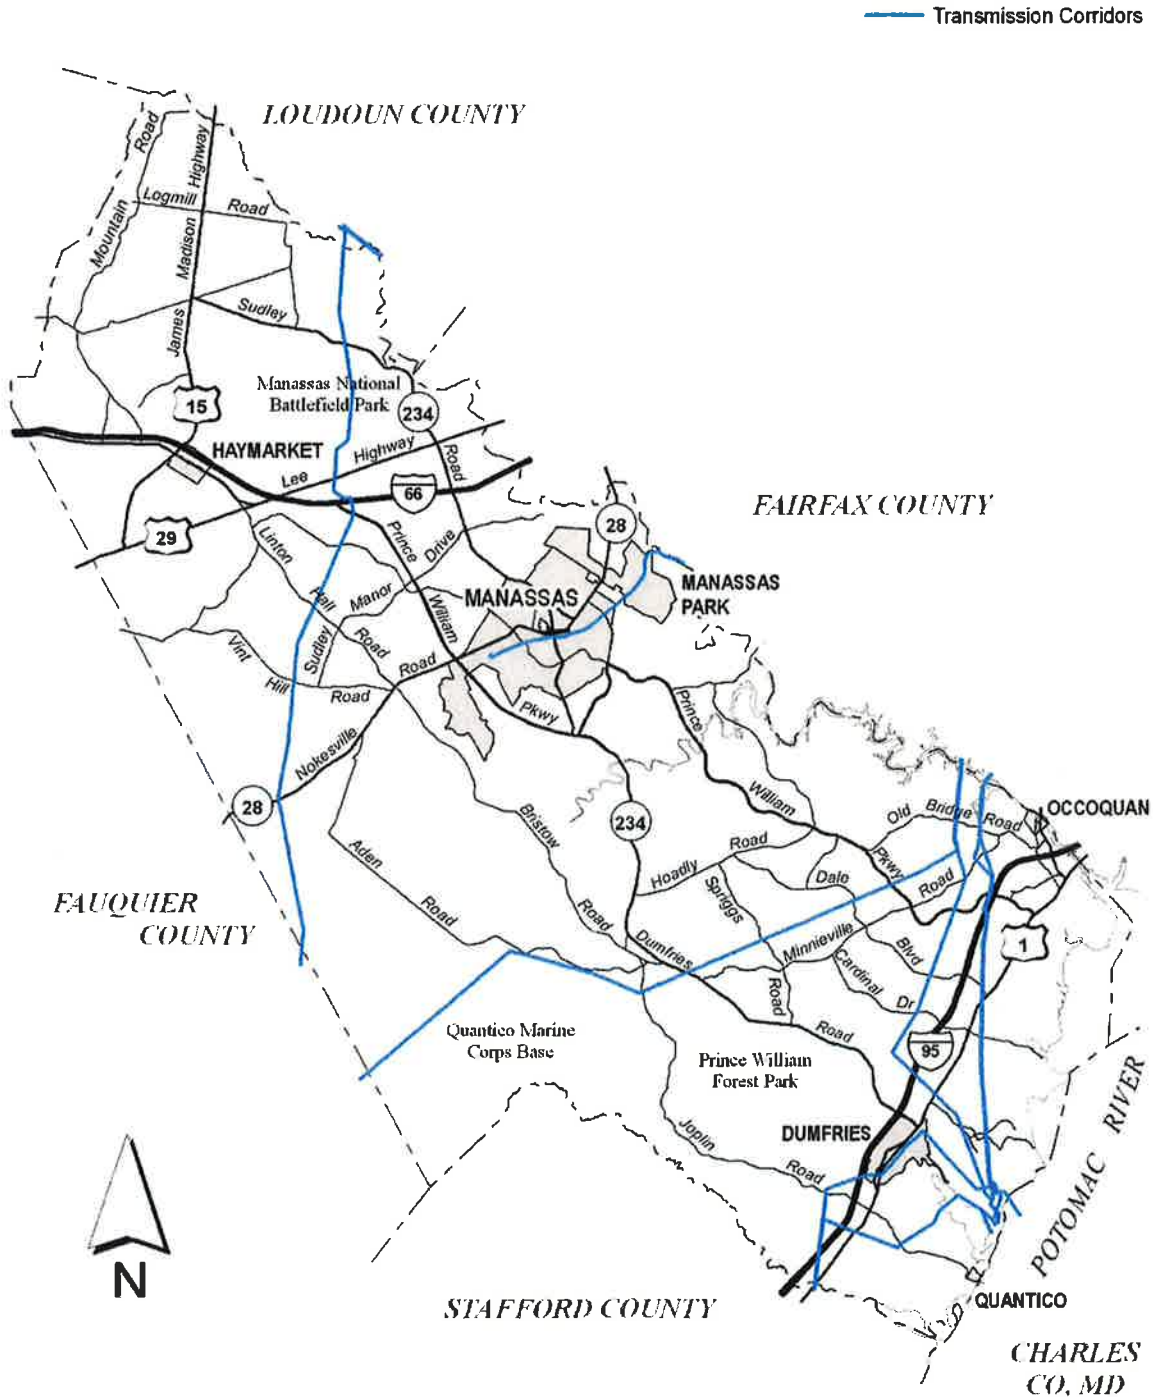 Transmission Corridors
LOUDOUN COUNTY
Road
Mountain
Highway
Madison
James
Logmill
Road
Sudley
Manassas National
Battlefield Park
15
234
HAYMARKET
Highway
Lee
Road
66
29
28
FAIRFAX COUNTY
Linton
Hall
Road
Prince
William
Pkwy
Drive
Manor
Sudley
MANASSAS
MANASSAS
PARK
Vint
Hill
Road
Road
Nokesville
28
Prince
William
Pkwy
Old
Bridge
Road
OCCOQUAN
Bristow
Road
234
Hoadly
Road
Dale
Blvd
Road
Minnieville
Aden
Road
Spriggs
Road
FAUQUIER
COUNTY
Dumfries
Road
Cardinal
Dr
1
95
Quantico Marine
Corps Base
Prince William
Forest Park
DUMFRIES
Joplin
Road
POTOMAC RIVER
N
STAFFORD COUNTY
QUANTICO
CHARLES
CO, MD